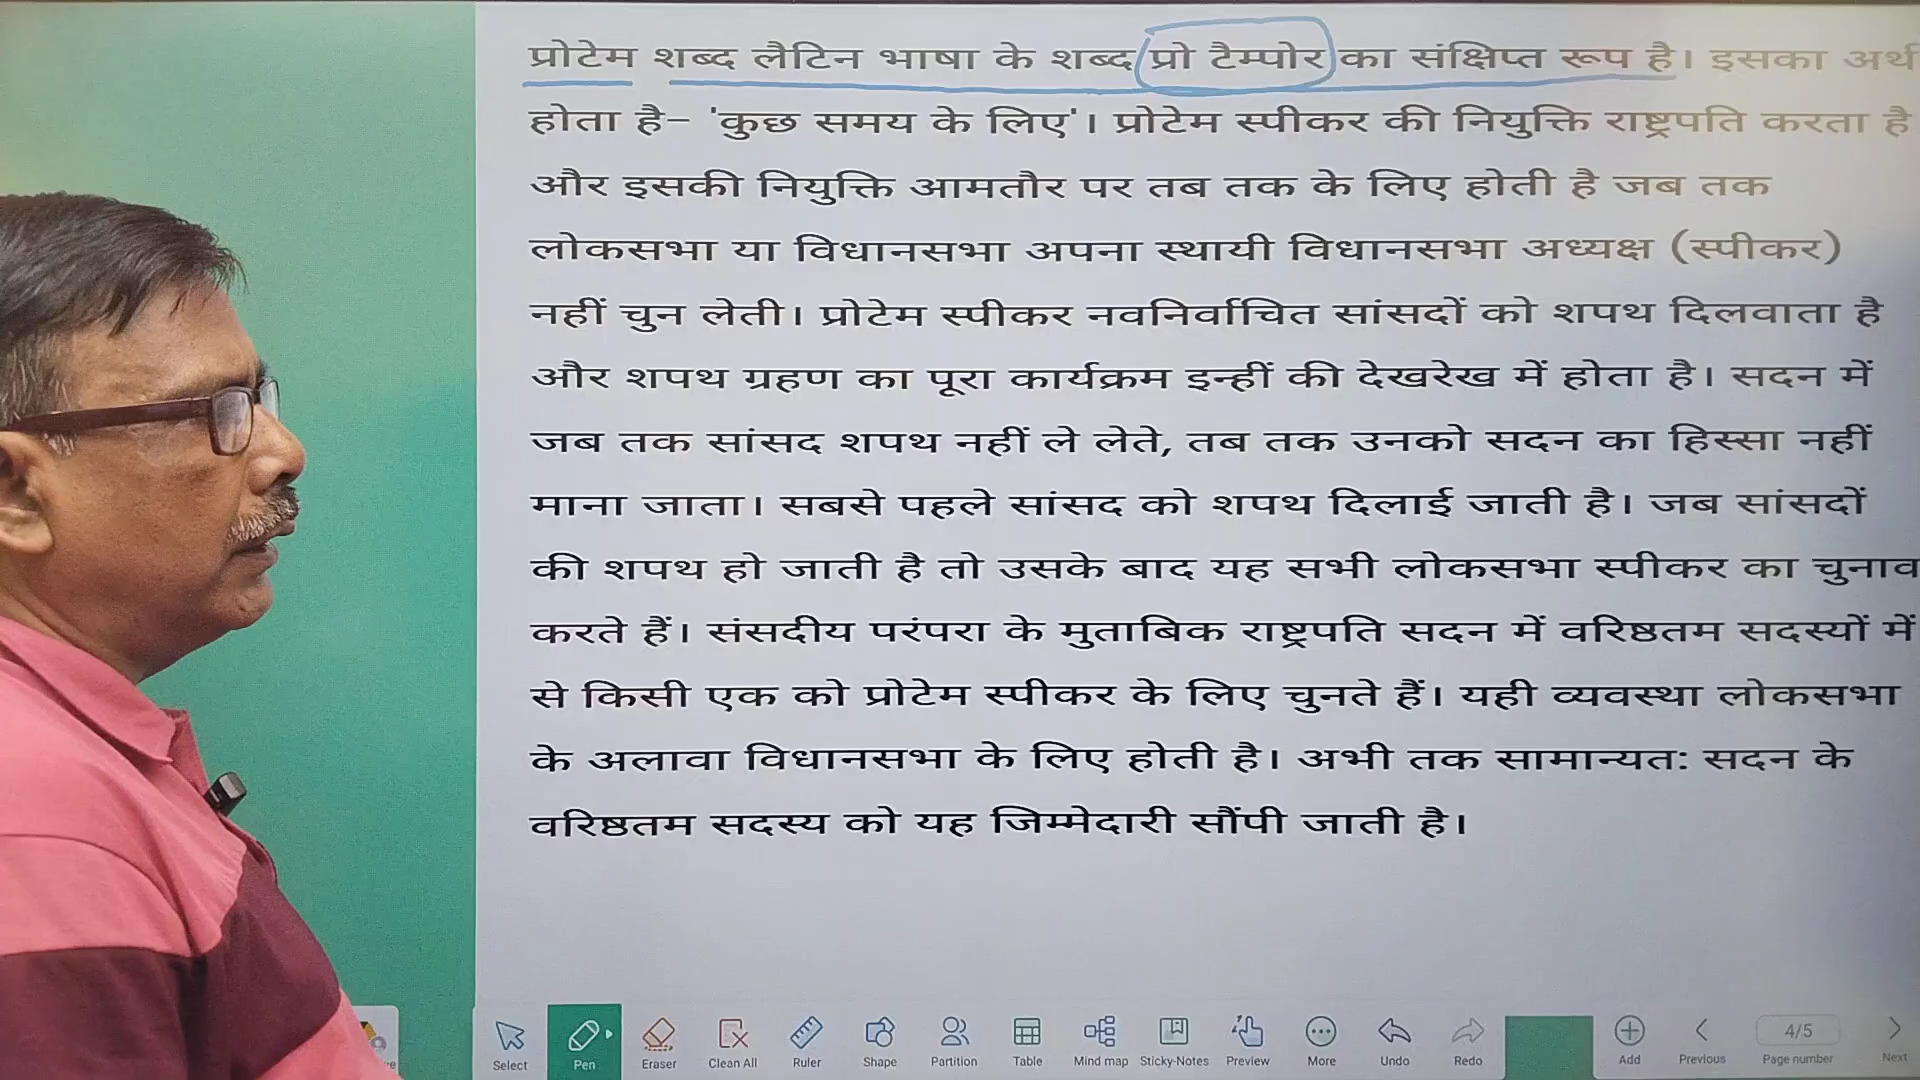 प्रोटेम शब्द लैटिन भाषा के शब्द प्रो टैम्पोर का संक्षिप्त रूप है। इसका अर्थ
होता है– 'कुछ समय के लिए'। प्रोटेम स्पीकर की नियुक्ति राष्ट्रपति करता है
और इसकी नियुक्ति आमतौर पर तब तक के लिए होती है जब तक
लोकसभा या विधानसभा अपना स्थायी विधानसभा अध्यक्ष (स्पीकर)
नहीं चुन लेती। प्रोटेम स्पीकर नवनिर्वाचित सांसदों को शपथ दिलवाता है
और शपथ ग्रहण का पूरा कार्यक्रम इन्हीं की देखरेख में होता है। सदन में
जब तक सांसद शपथ नहीं ले लेते, तब तक उनको सदन का हिस्सा नहीं
माना जाता। सबसे पहले सांसद को शपथ दिलाई जाती है। जब सांसदों
की शपथ हो जाती है तो उसके बाद यह सभी लोकसभा स्पीकर का चुनाव
करते हैं। संसदीय परंपरा के मुताबिक राष्ट्रपति सदन में वरिष्ठतम सदस्यों में
से किसी एक को प्रोटेम स्पीकर के लिए चुनते हैं। यही व्यवस्था लोकसभा
के अलावा विधानसभा के लिए होती है। अभी तक सामान्यत: सदन के
वरिष्ठतम सदस्य को यह जिम्मेदारी सौंपी जाती है।
4/5
Select Pen Eraser Clean All Ruler Shape Partition Table Mind map Sticky-Notes Preview More Undo Redo Add Previous Page number Next